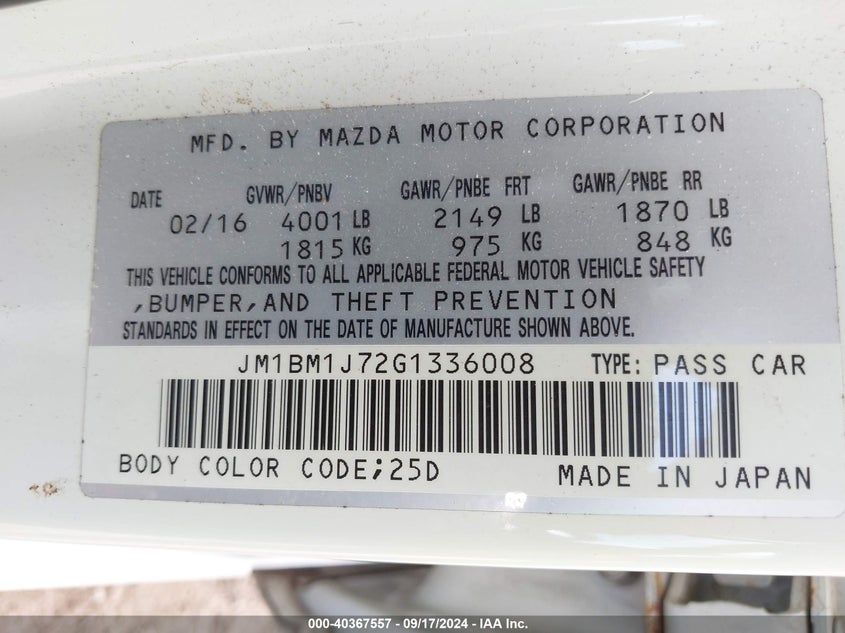 MFD. BY MAZDA MOTOR CORPORATION
DATE GVWR/PNBV GAWR/PNBE FRT GAWR/PNBE RR
02/16 4001 LB 2149 LB 1870 LB
1815 KG 975 KG 848 KG
THIS VEHICLE CONFORMS TO ALL APPLICABLE FEDERAL MOTOR VEHICLE SAFETY
,BUMPER,AND THEFT PREVENTION
STANDARDS IN EFFECT ON THE DATE OF MANUFACTURE SHOWN ABOVE.
JM1BM1J72G1336008 TYPE: PASS CAR
BODY COLOR CODE;25D MADE IN JAPAN
000-40367557 - 09/17/2024 - IAA Inc.